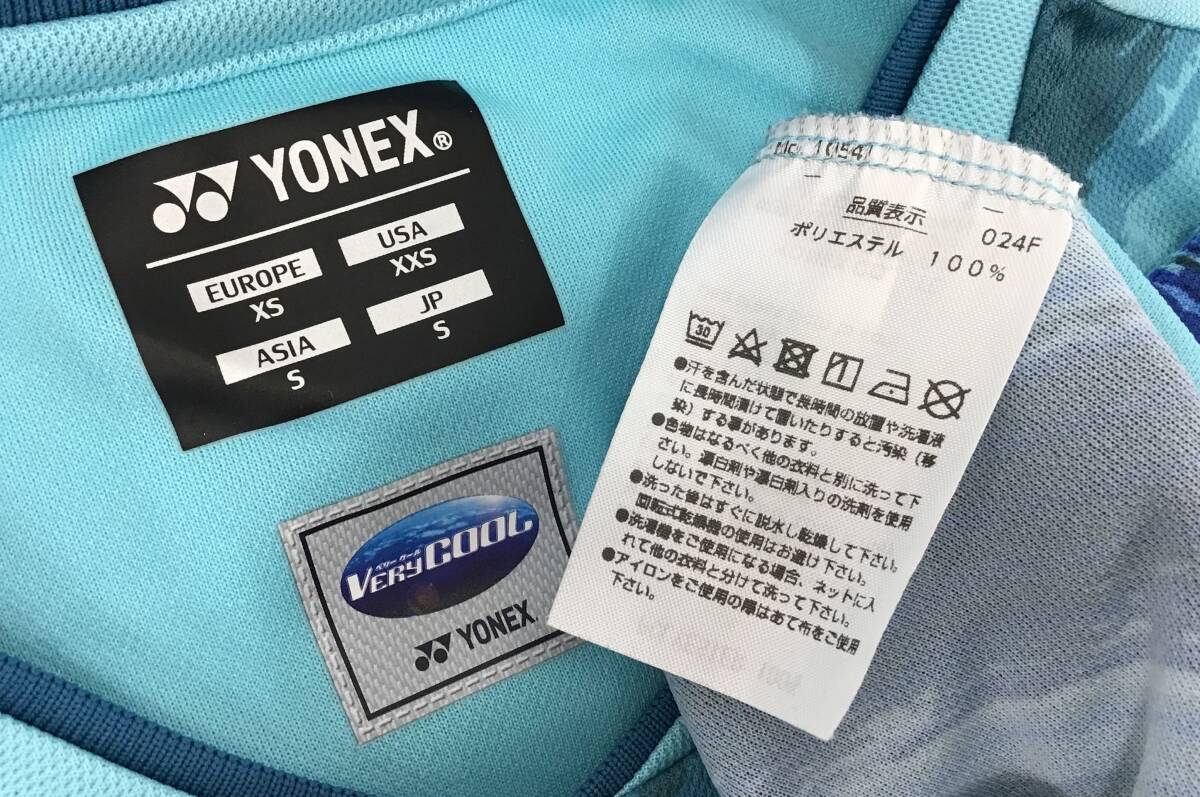 YONEX®
EUROPE
XS
USA
XXS
ASIA
S
JP
S
ベリークール
VERYCOOL
YONEX
品質表示
024F
ポリエステル 100%
30
●汗を含んだ状態で長時間の放置や洗濯液
に長時間漬けて置いたりすると汚染(移
染)する事があります。
●色物はなるべく他の衣料と別に洗って下
さい。漂白剤や漂白剤入りの洗剤を使用
しないで下さい。
●洗った後はすぐに脱水し乾燥して下さい。
回転式乾燥機の使用はお避け下さい。
●洗濯機をご使用になる場合、ネットに入
れて他の衣料と分けて洗って下さい。
●アイロンをご使用の際はあて布をご使用
下さい。